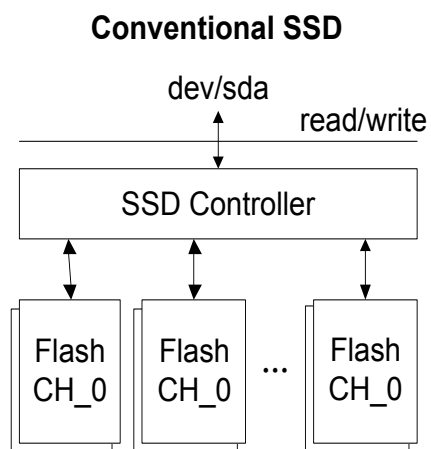 Conventional SSD
dev/sda
read/write
SSD Controller
Flash
CH_0
Flash
CH_0
...
Flash
CH_0